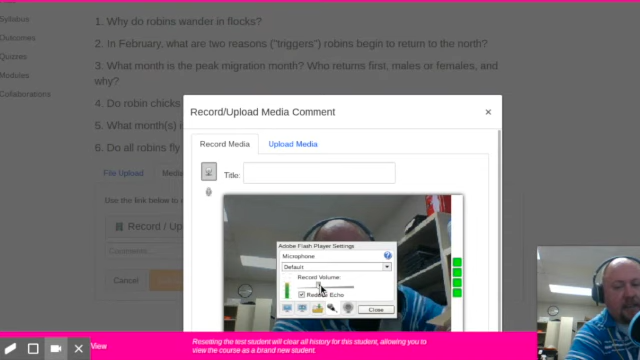 Syllabus
Outcomes
Quizzes
Modules
Collaborations
1. Why do robins wander in flocks?
2. In February, what are two reasons ("triggers") robins begin to return to the north?
3. What month is the peak migration month? Who returns first, males or females, and
why?
4. Do robin chicks
5. What month(s)
6. Do all robins fly
File Upload Media
Use the link below to
Record / Up
Comments...
Cancel
Record/Upload Media Comment ×
Record Media Upload Media
Title:
Adobe Flash Player Settings
Microphone ?
Default
Record Volume:
Reduce Echo
Close
View
Resetting the test student will clear all history for this student, allowing you to
view the course as a brand new student.